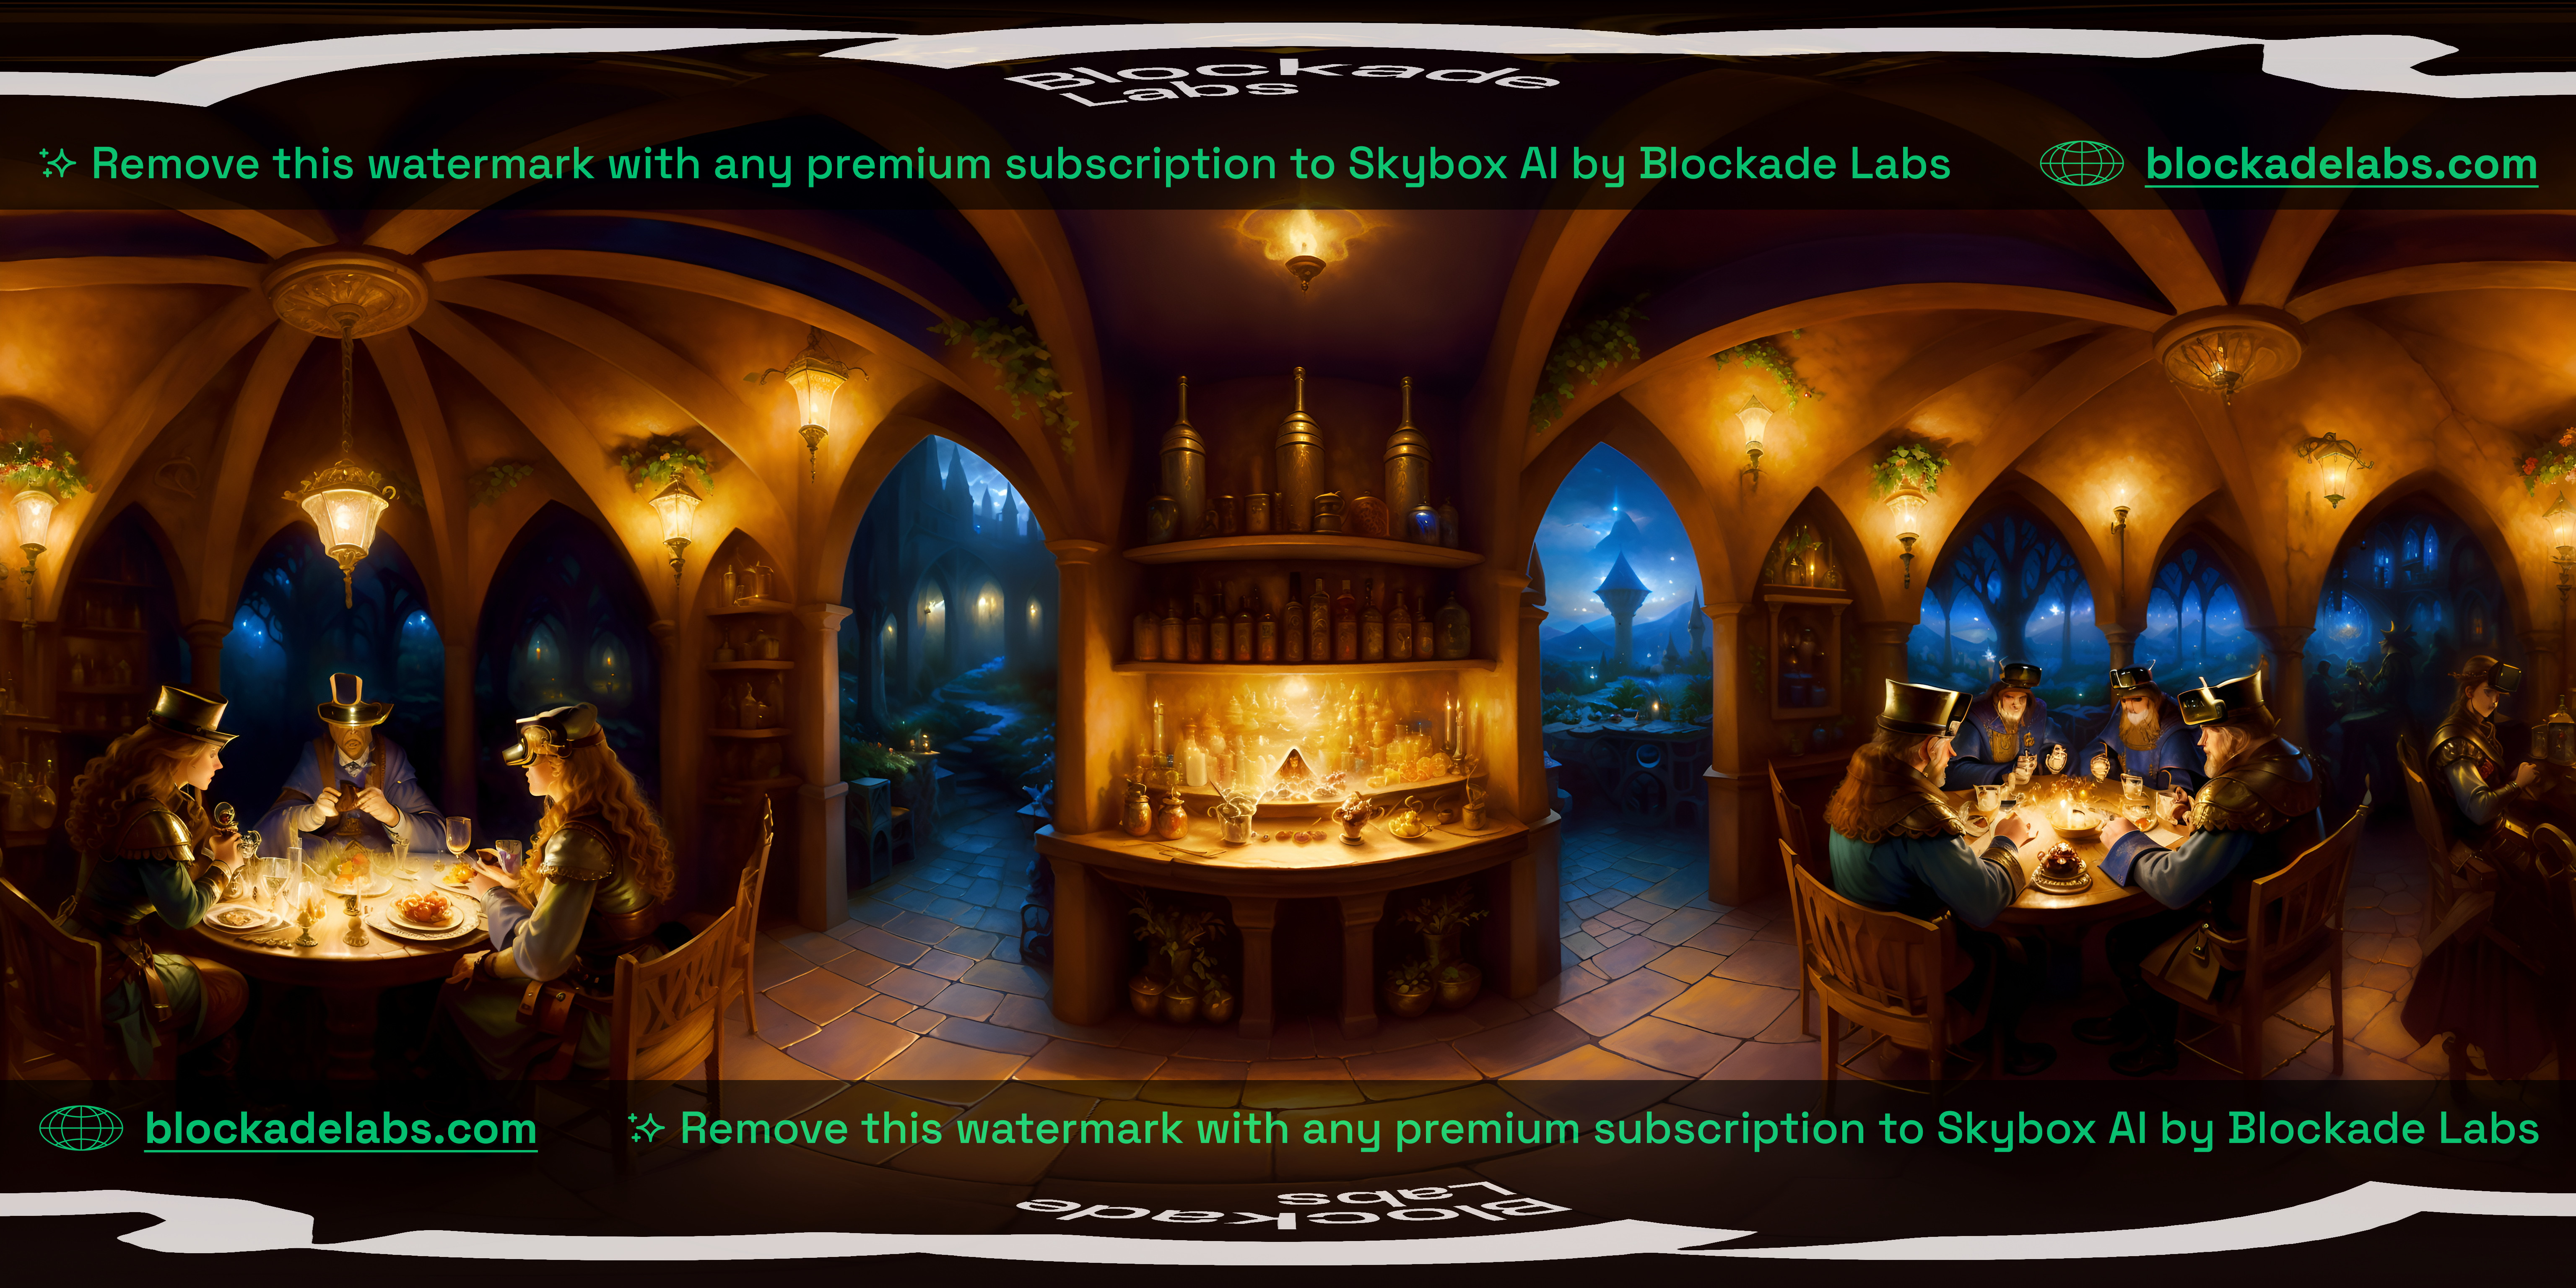 Blockade
Labs
Remove this watermark with any premium subscription to Skybox AI by Blockade Labs
blockadelabs.com
blockadelabs.com
Remove this watermark with any premium subscription to Skybox AI by Blockade Labs
Labs
Blockade